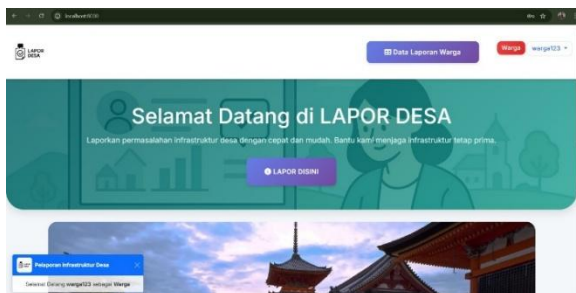 localhost:8000
LAPOR
DESA
Data Laporan Warga
Warga
warga123
Selamat Datang di LAPOR DESA
Laporkan permasalahan infrastruktur desa dengan cepat dan mudah. Bantu kami menjaga infrastruktur tetap prima.
LAPOR DISINI
Pelaporan Infrastruktur Desa
Selamat Datang warga123 sebagai Warga